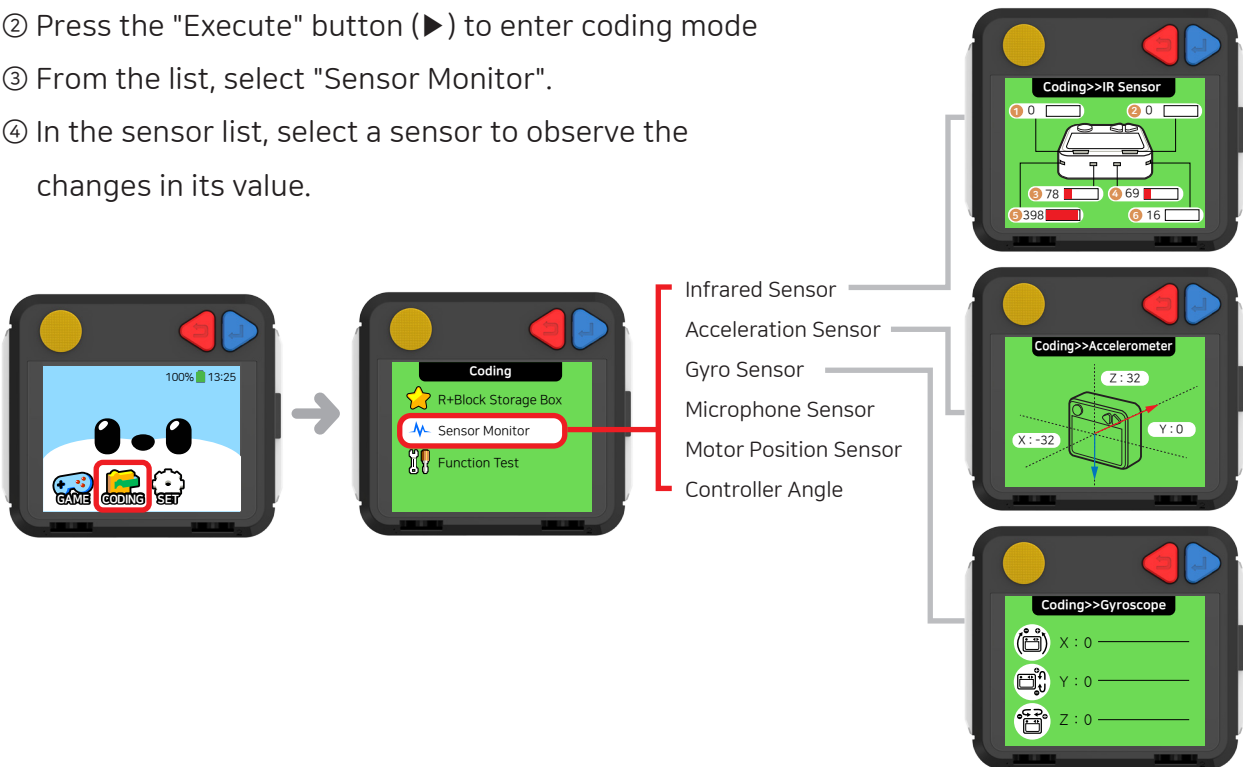 ② Press the "Execute" button (▶) to enter coding mode
③ From the list, select "Sensor Monitor".
④ In the sensor list, select a sensor to observe the
changes in its value.
100% 13:25
GAME CODING SET
Coding
R+Block Storage Box
Sensor Monitor
Function Test
Infrared Sensor
Acceleration Sensor
Gyro Sensor
Microphone Sensor
Motor Position Sensor
Controller Angle
Coding>>IR Sensor
1 0 2 0
3 78 4 69
5 398 6 16
Coding>>Accelerometer
Z : 32
X : -32 Y : 0
Coding>>Gyroscope
X : 0
Y : 0
Z : 0